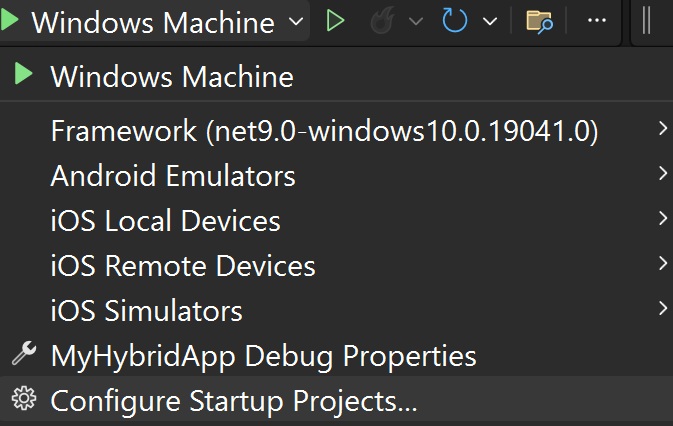 Windows Machine
Windows Machine
Framework (net9.0-windows10.0.19041.0)
Android Emulators
iOS Local Devices
iOS Remote Devices
iOS Simulators
MyHybridApp Debug Properties
Configure Startup Projects...